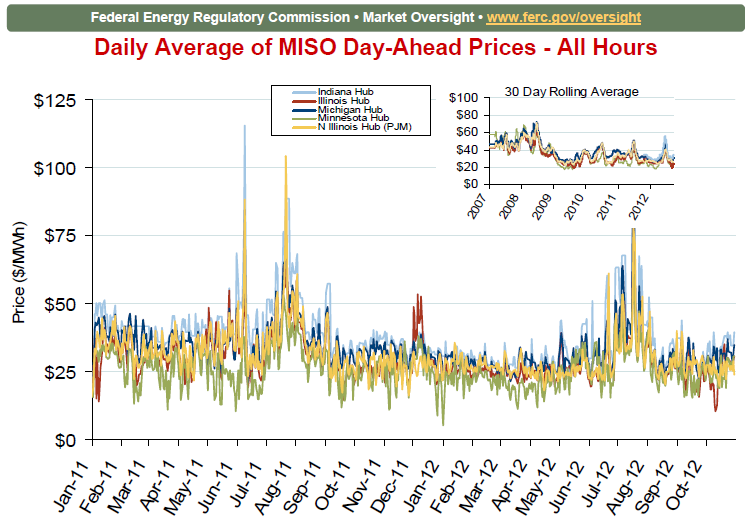 Federal Energy Regulatory Commission • Market Oversight • www.ferc.gov/oversight
Daily Average of MISO Day-Ahead Prices - All Hours
Indiana Hub
Illinois Hub
Michigan Hub
Minnesota Hub
N Illinois Hub (PJM)
30 Day Rolling Average
$100
$80
$60
$40
$20
$0
2007
2008
2009
2010
2011
2012
Price ($/MWh)
$125
$100
$75
$50
$25
$0
Jan-11
Feb-11
Mar-11
Apr-11
May-11
Jun-11
Jul-11
Aug-11
Sep-11
Oct-11
Nov-11
Dec-11
Jan-12
Feb-12
Mar-12
Apr-12
May-12
Jun-12
Jul-12
Aug-12
Sep-12
Oct-12